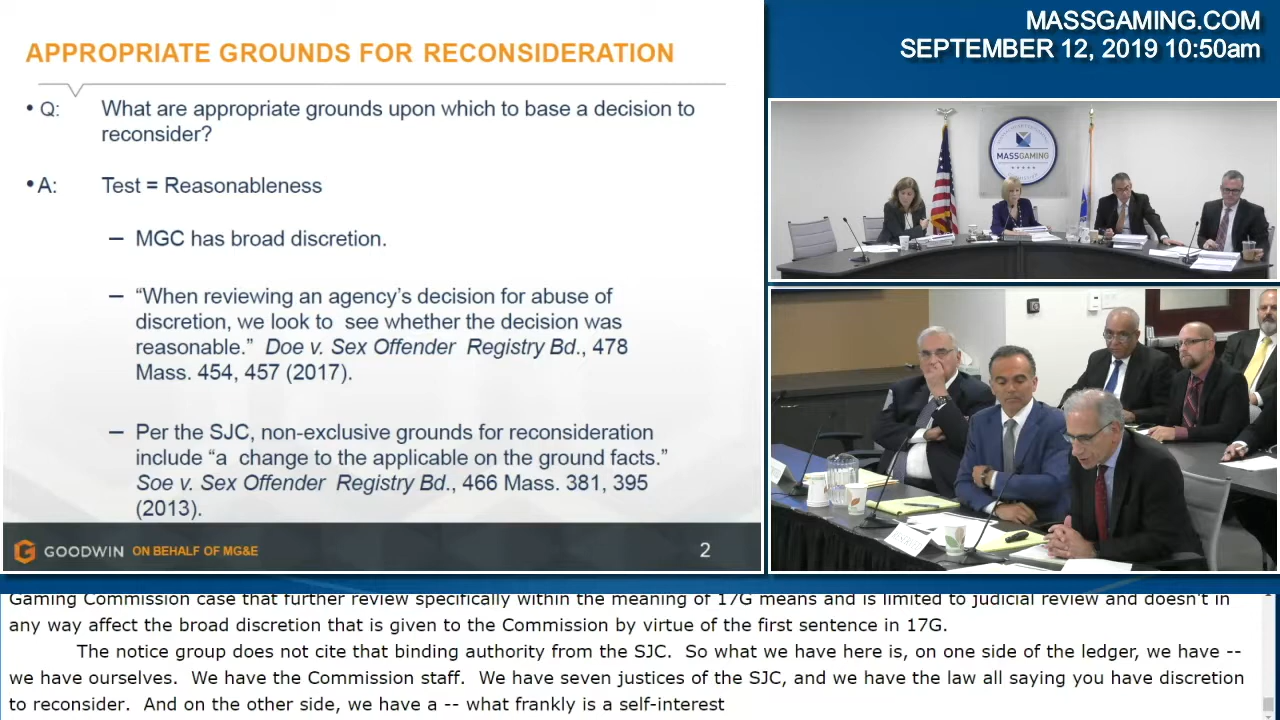 APPROPRIATE GROUNDS FOR RECONSIDERATION
• Q: What are appropriate grounds upon which to base a decision to
reconsider?
• A: Test = Reasonableness
– MGC has broad discretion.
– “When reviewing an agency’s decision for abuse of
discretion, we look to see whether the decision was
reasonable.” Doe v. Sex Offender Registry Bd., 478
Mass. 454, 457 (2017).
– Per the SJC, non-exclusive grounds for reconsideration
include “a change to the applicable on the ground facts.”
Soe v. Sex Offender Registry Bd., 466 Mass. 381, 395
(2013).
GOODWIN ON BEHALF OF MG&E 2
MASSGAMING.COM
SEPTEMBER 12, 2019 10:50am
MASSGAMING
Gaming Commission case that further review specifically within the meaning of 17G means and is limited to judicial review and doesn't in
any way affect the broad discretion that is given to the Commission by virtue of the first sentence in 17G.
The notice group does not cite that binding authority from the SJC. So what we have here is, on one side of the ledger, we have --
we have ourselves. We have the Commission staff. We have seven justices of the SJC, and we have the law all saying you have discretion
to reconsider. And on the other side, we have a -- what frankly is a self-interest